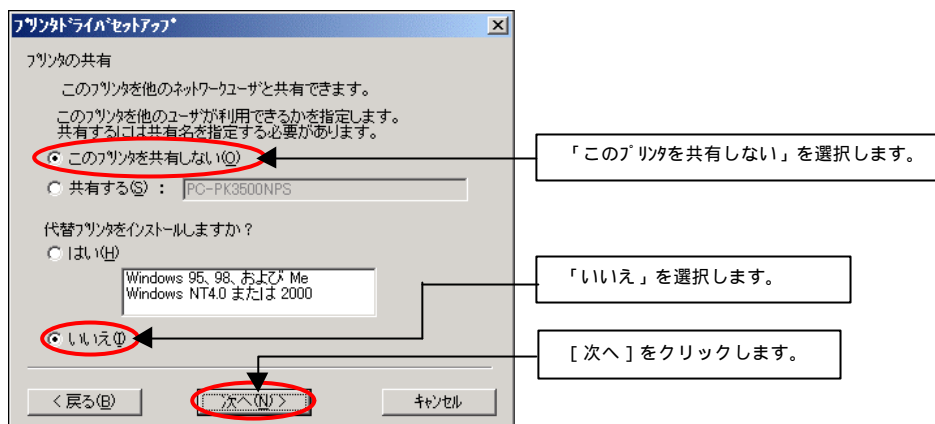 プリンタドライバセットアップ
プリンタの共有
このプリンタを他のネットワークユーザと共有できます。
このプリンタを他のユーザが利用できるかを指定します。
共有するには共有名を指定する必要があります。
このプリンタを共有しない(O)
「このプリンタを共有しない」を選択します。
共有する(S) : PC-PK3500NPS
代替プリンタをインストールしますか?
はい(H)
Windows 95、98、および Me
Windows NT4.0 または 2000
「いいえ」を選択します。
いいえ(I)
[次へ]をクリックします。
< 戻る(B)
次へ(N) >
キャンセル